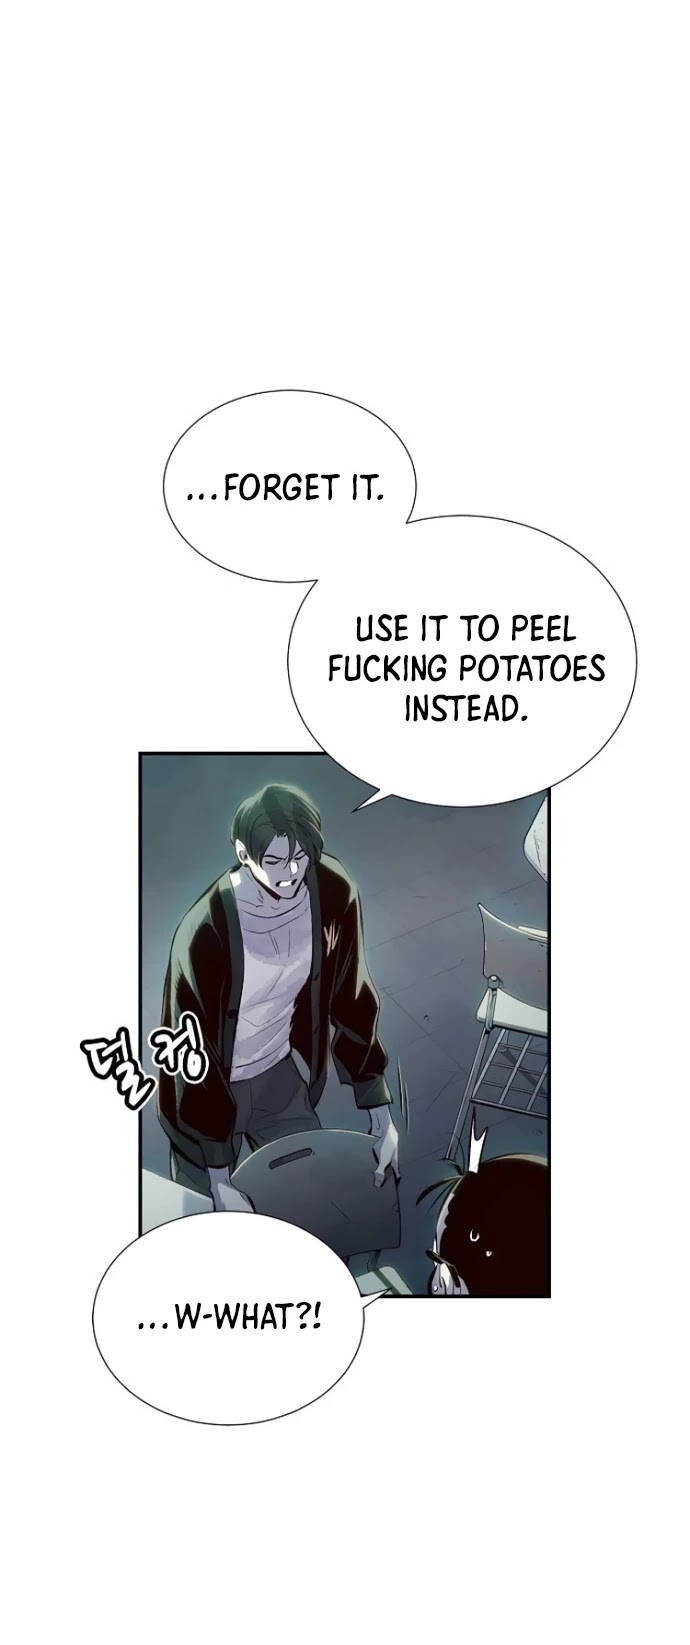 ...FORGET IT.
USE IT TO PEEL
FUCKING POTATOES
INSTEAD.
덜컹
...W-WHAT?!